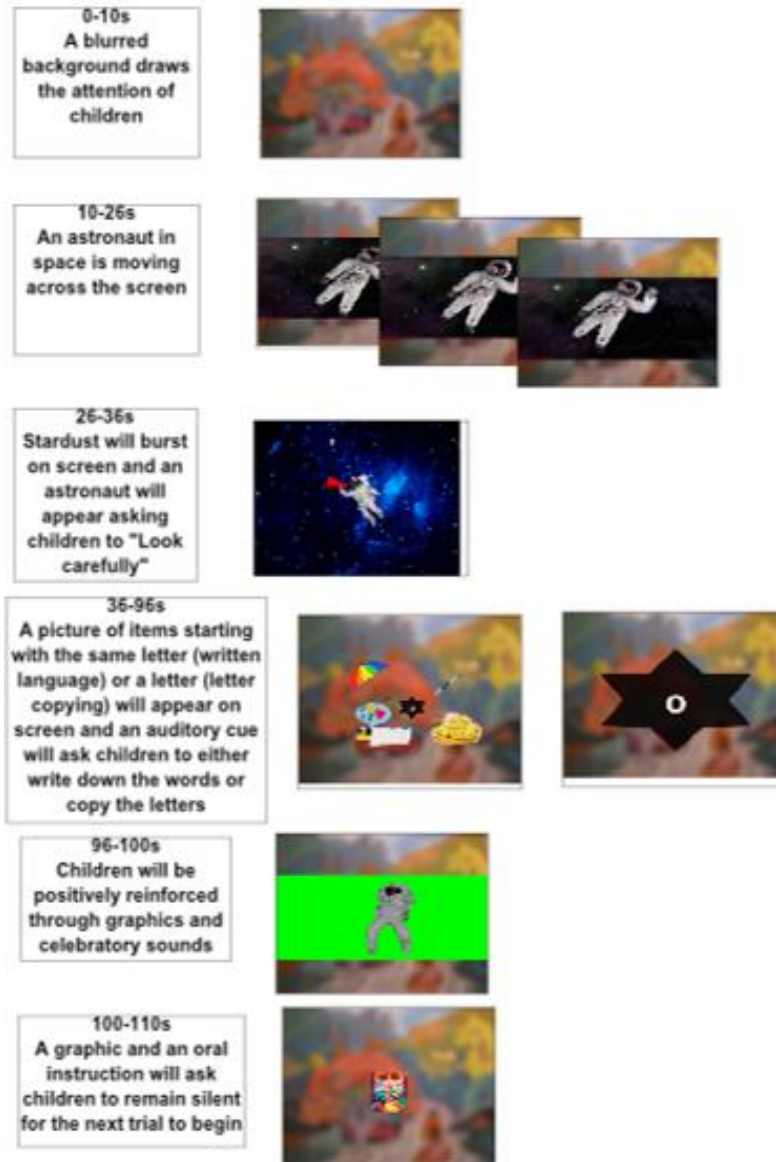 0-10s
A blurred
background draws
the attention of
children
10-26s
An astronaut in
space is moving
across the screen
26-36s
Stardust will burst
on screen and an
astronaut will
appear asking
children to "Look
carefully"
36-96s
A picture of items starting
with the same letter (written
language) or a letter (letter
copying) will appear on
screen and an auditory cue
will ask children to either
write down the words or
copy the letters
O
96-100s
Children will be
positively reinforced
through graphics and
celebratory sounds
100-110s
A graphic and an oral
instruction will ask
children to remain silent
for the next trial to begin